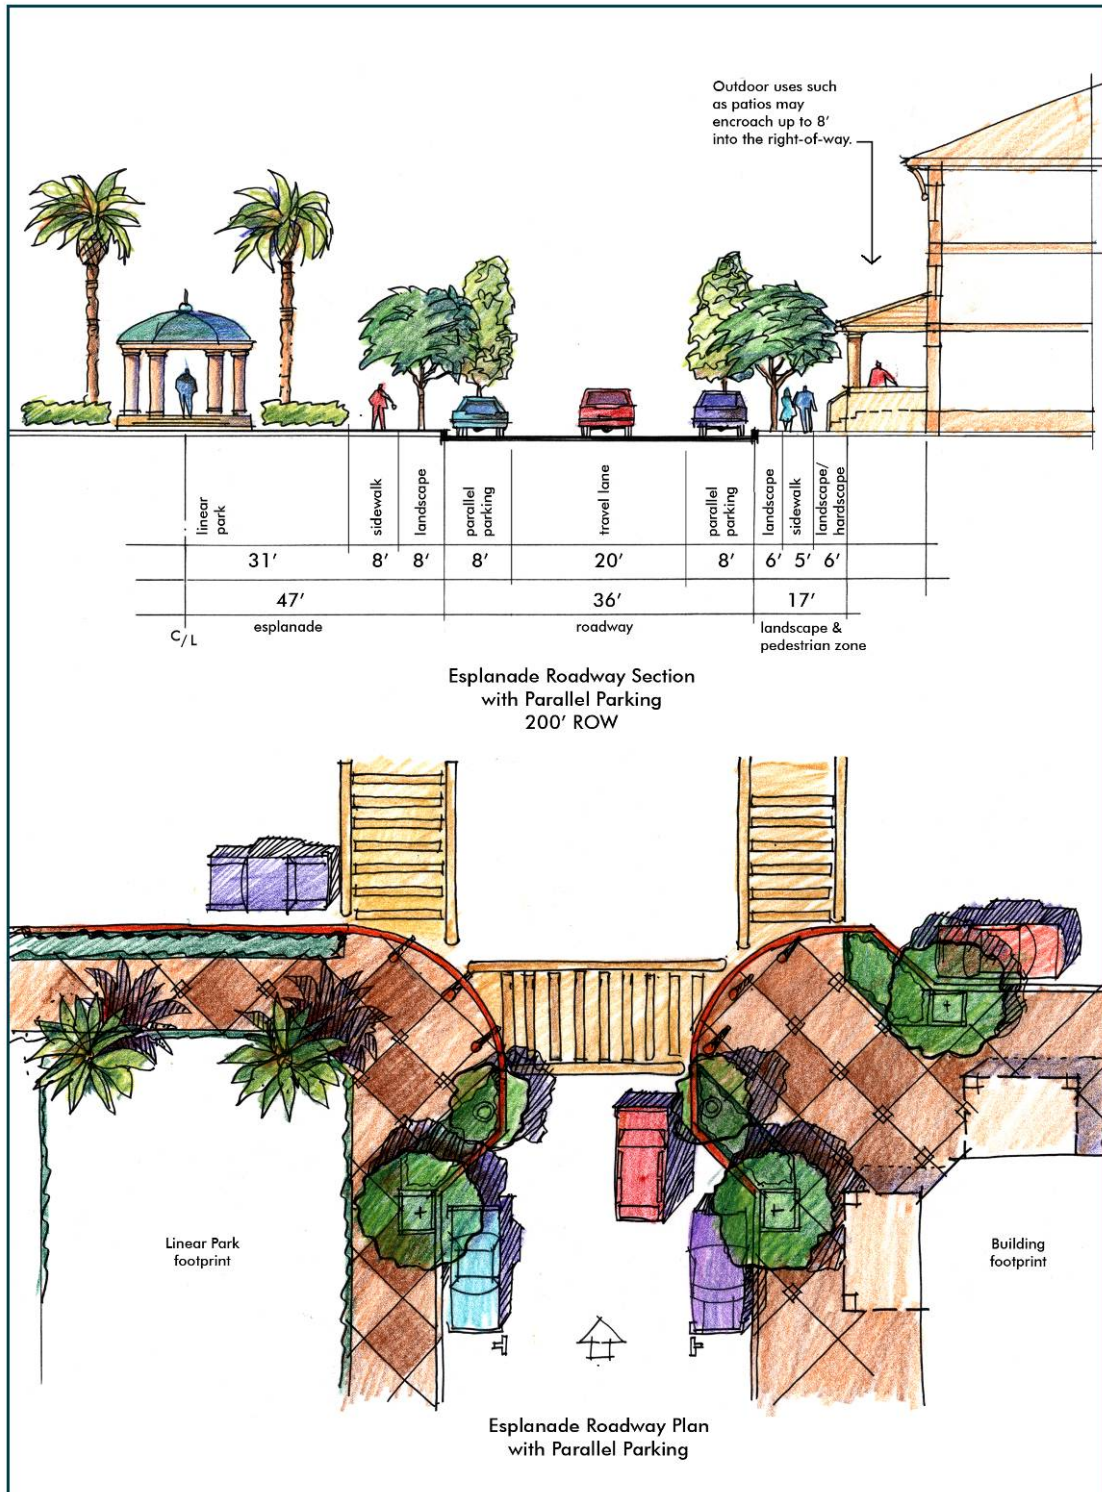 Outdoor uses such
as patios may
encroach up to 8'
into the right-of-way.
linear
park
sidewalk
landscape
parallel
parking
travel lane
parallel
parking
landscape
sidewalk
landscape/
hardscape
31' 8' 8' 8' 20' 8' 6' 5' 6'
47' 36' 17'
C/L esplanade roadway landscape &
pedestrian zone
Esplanade Roadway Section
with Parallel Parking
200' ROW
Linear Park
footprint
Building
footprint
Esplanade Roadway Plan
with Parallel Parking